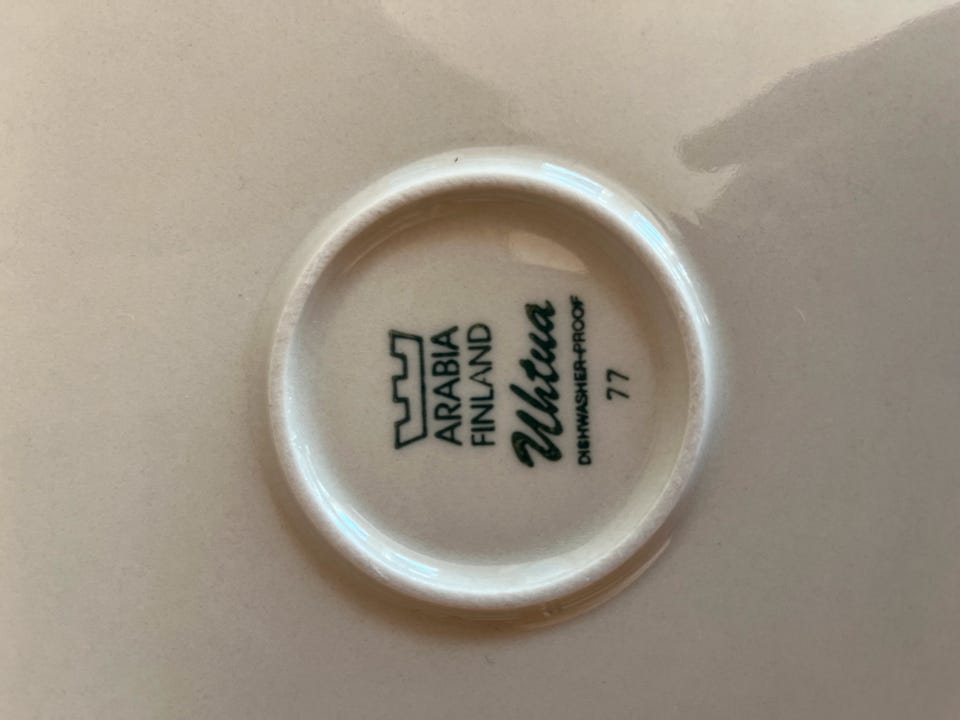 ARABIA
FINLAND
Uhtua
DISHWASHER-PROOF
77